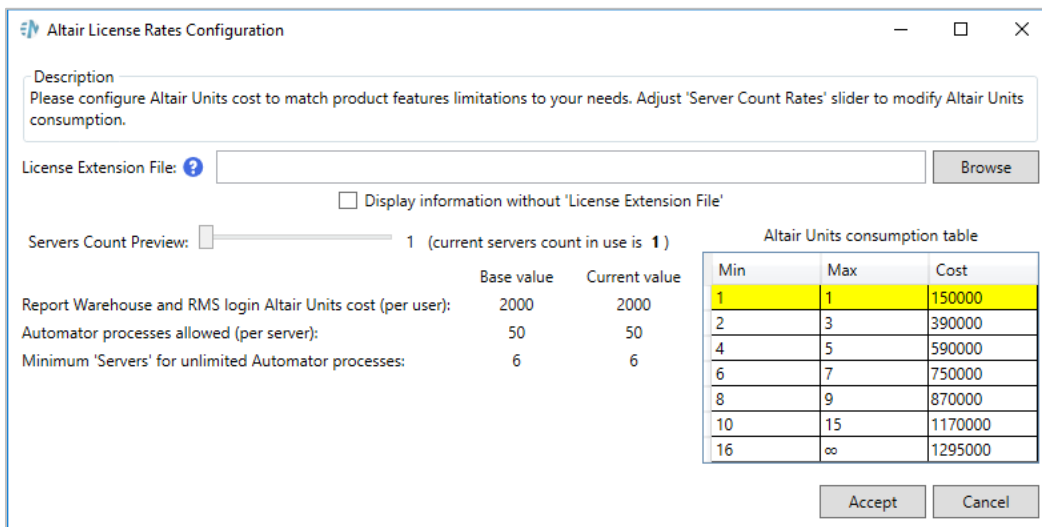 Altair License Rates Configuration
Description
Please configure Altair Units cost to match product features limitations to your needs. Adjust 'Server Count Rates' slider to modify Altair Units
consumption.
License Extension File: ?
Browse
Display information without 'License Extension File'
Servers Count Preview: 1 (current servers count in use is 1 )
Base value Current value
Report Warehouse and RMS login Altair Units cost (per user): 2000 2000
Automator processes allowed (per server): 50 50
Minimum 'Servers' for unlimited Automator processes: 6 6
Altair Units consumption table
Min Max Cost
1 1 150000
2 3 390000
4 5 590000
6 7 750000
8 9 870000
10 15 1170000
16 ∞ 1295000
Accept Cancel